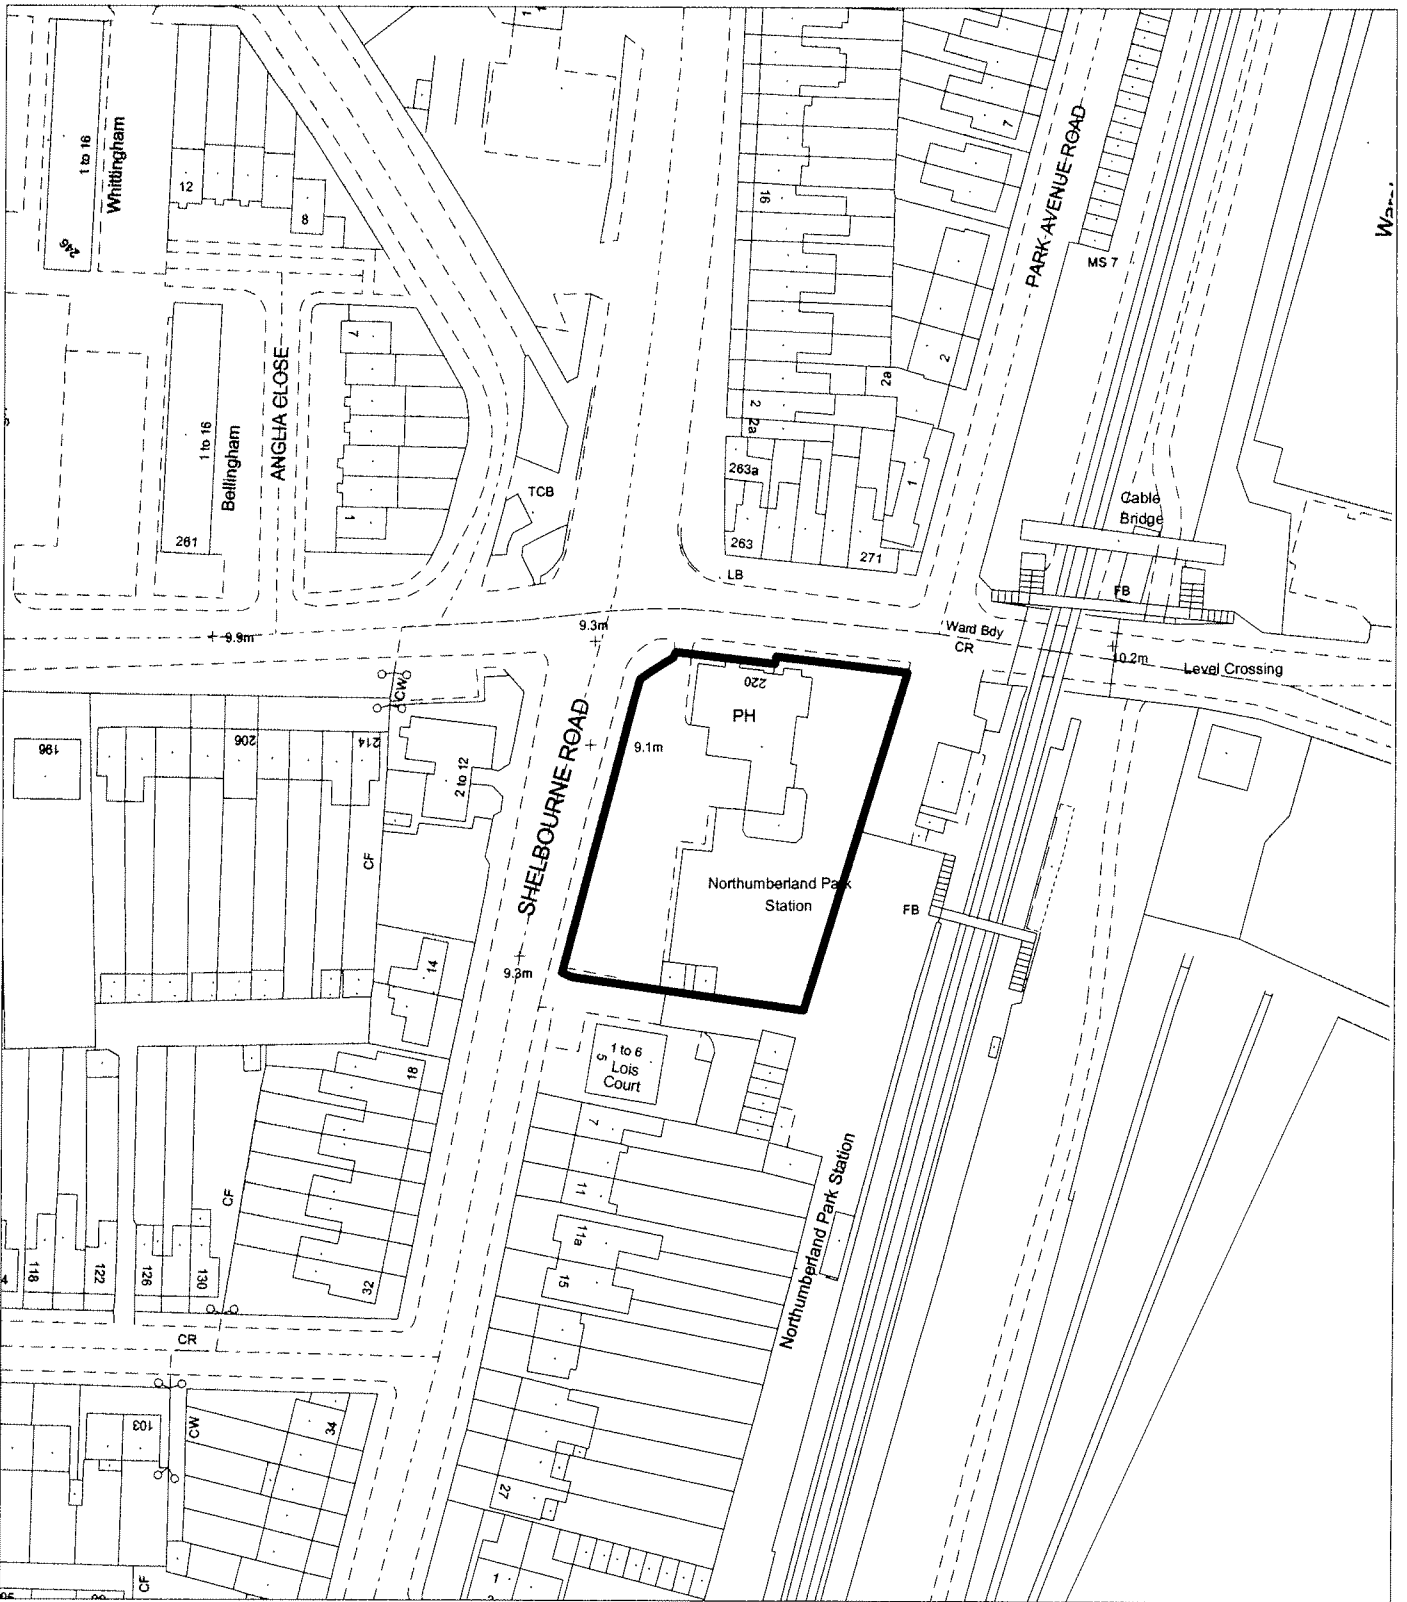 1 to 16
Whittingham
246
12
8
16
7
PARK AVENUE ROAD
MS 7
7
ANGLIA CLOSE
1 to 16
Bellingham
261
1
2
2a
2
2a
263a
263
271
1
TCB
LB
Cable
Bridge
FB
9.9m
9.3m
Ward Bdy
CR
10.2m
Level Crossing
CW
220
PH
9.1m
SHELBOURNE ROAD
196
206
214
2 to 12
CF
Northumberland Park
Station
FB
14
9.3m
18
1 to 6
Lois
Court
5
7
11
11a
15
Northumberland Park Station
CF
118
122
126
130
32
CR
103
CW
34
27
1
CF